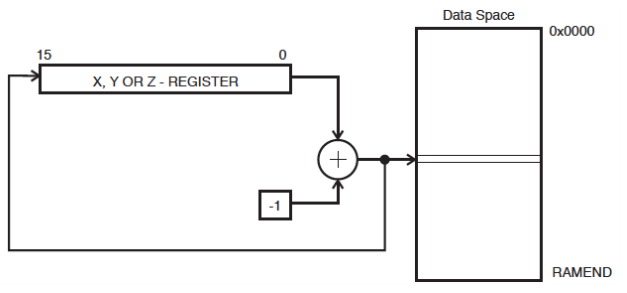 Data Space
0x0000
15 0
X, Y OR Z - REGISTER
+
-1
RAMEND